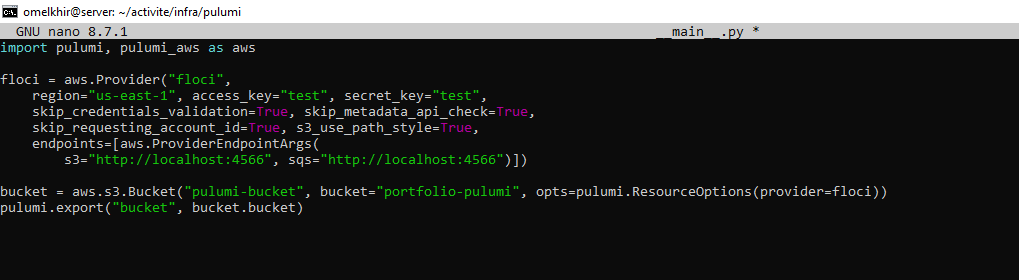 omelkhir@server: ~/activite/infra/pulumi
GNU nano 8.7.1 __main__.py *
import pulumi, pulumi_aws as aws
floci = aws.Provider("floci",
    region="us-east-1", access_key="test", secret_key="test",
    skip_credentials_validation=True, skip_metadata_api_check=True,
    skip_requesting_account_id=True, s3_use_path_style=True,
    endpoints=[aws.ProviderEndpointArgs(
        s3="http://localhost:4566", sqs="http://localhost:4566")])
bucket = aws.s3.Bucket("pulumi-bucket", bucket="portfolio-pulumi", opts=pulumi.ResourceOptions(provider=floci))
pulumi.export("bucket", bucket.bucket)